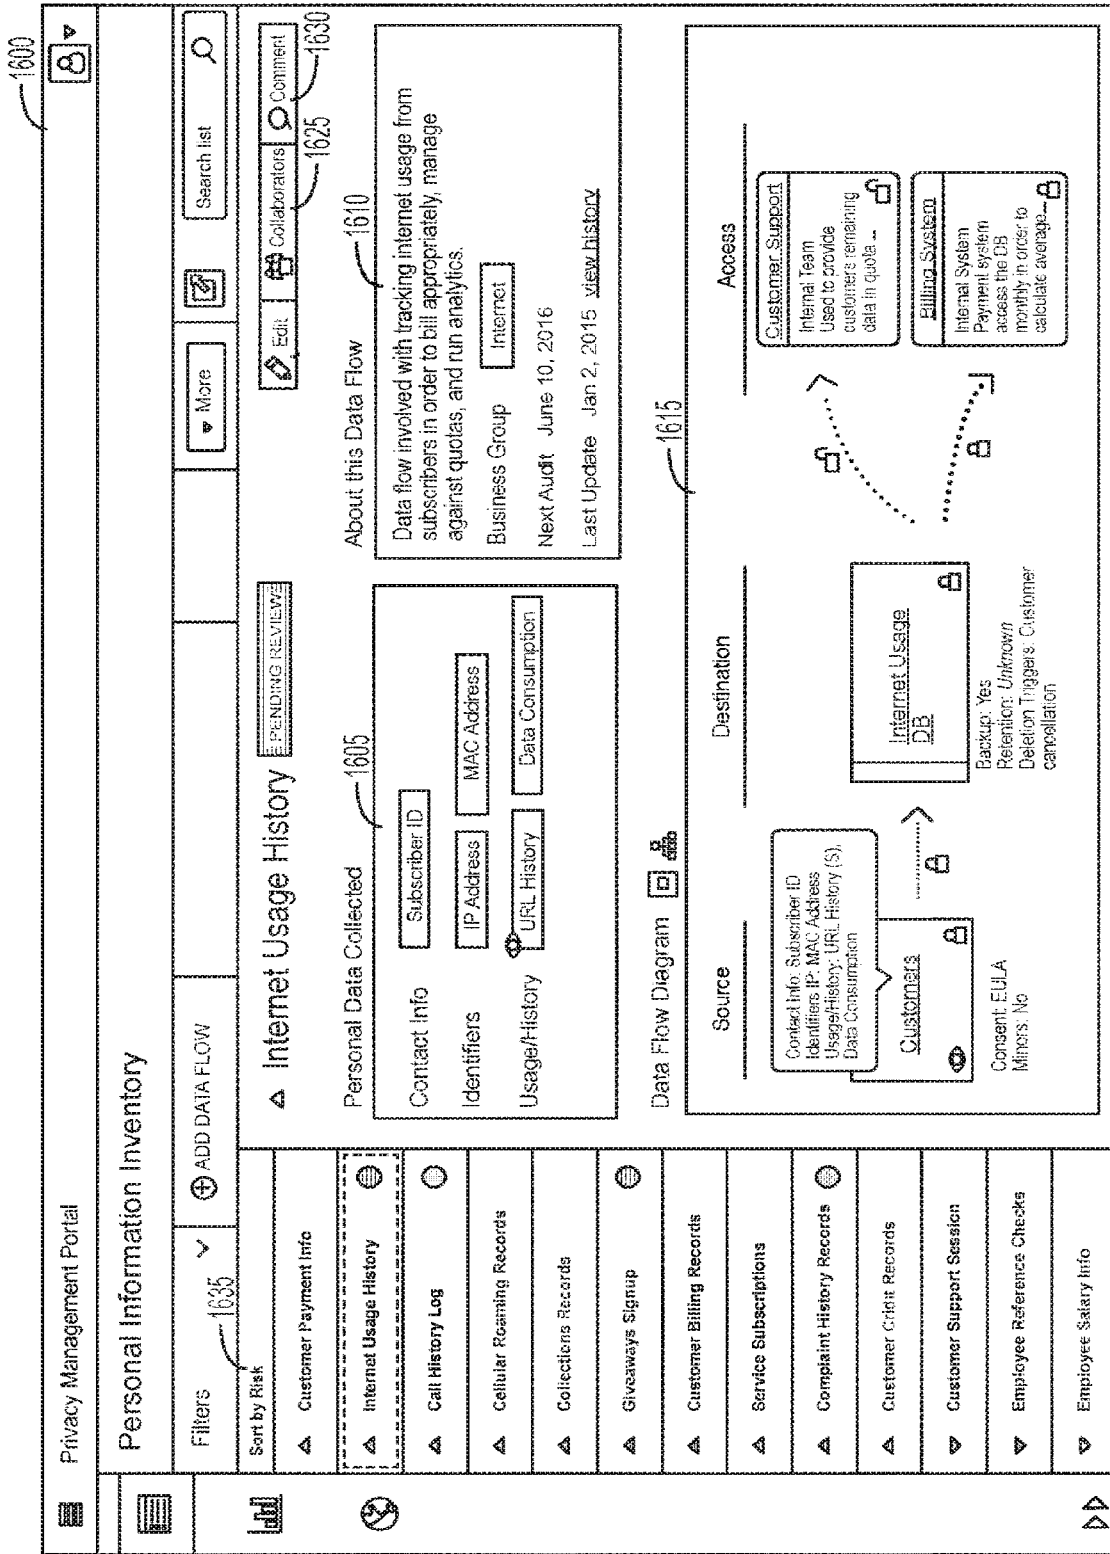 1600
Privacy Management Portal
Personal Information Inventory
Filters
ADD DATA FLOW
More
Search list
1635
Sort by Risk
Customer Payment Info
Internet Usage History
Call History Log
Cellular Roaming Records
Collections Records
Giveaways Signup
Customer Billing Records
Service Subscriptions
Complaint History Records
Customer Cridit Records
Customer Support Session
Employee Reference Checks
Employee Salary Info
Internet Usage History
PENDING REVIEW
Edit
Collaborators
Comment
1625
1630
Personal Data Collected
1605
Contact Info
Subscriber ID
Identifiers
IP Address
MAC Address
Usage/History
URL History
Data Consumption
About this Data Flow
1610
Data flow involved with tracking internet usage from
subscribers in order to bill appropriately, manage
against quotas, and run analytics.
Business Group
Internet
Next Audit June 10, 2016
Last Update Jan 2, 2015 view history
Data Flow Diagram
1615
Source
Destination
Access
Contact Info: Subscriber ID
Identifiers IP: MAC Address
Usage/History: URL History (S),
Data Consumption
Customers
Consent: EULA
Minors: No
Internet Usage
DB
Backup: Yes
Retention: Unknown
Deletion Triggers: Customer
cancellation
Customer Support
Internal Team
Used to provide
customers remaining
data in quota ...
Billing System
Internal System
Payment system
access the DB
monthly in order to
calculate average...